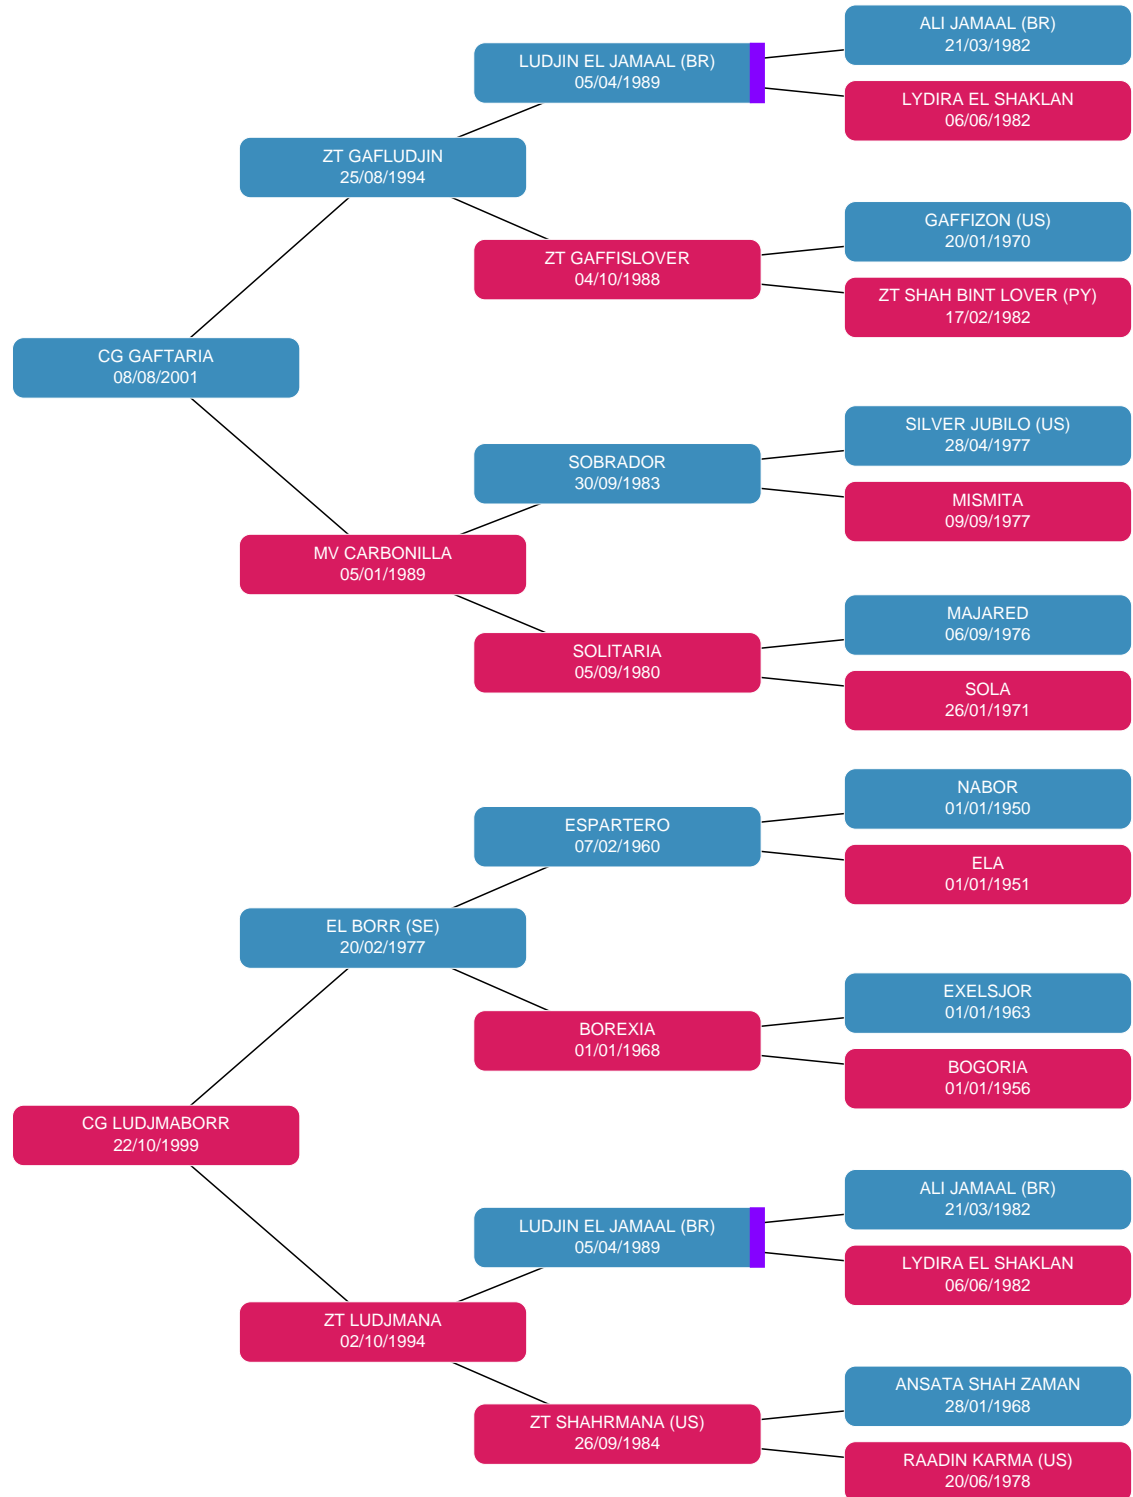 ALI JAMAAL (BR)
21/03/1982
LUDJIN EL JAMAAL (BR)
05/04/1989
LYDIRA EL SHAKLAN
06/06/1982
ZT GAFLUDJIN
25/08/1994
GAFFIZON (US)
20/01/1970
ZT GAFFISLOVER
04/10/1988
ZT SHAH BINT LOVER (PY)
17/02/1982
CG GAFTARIA
08/08/2001
SILVER JUBILO (US)
28/04/1977
SOBRADOR
30/09/1983
MISMITA
09/09/1977
MV CARBONILLA
05/01/1989
MAJARED
06/09/1976
SOLITARIA
05/09/1980
SOLA
26/01/1971
NABOR
01/01/1950
ESPARTERO
07/02/1960
ELA
01/01/1951
EL BORR (SE)
20/02/1977
EXELSJOR
01/01/1963
BOREXIA
01/01/1968
BOGORIA
01/01/1956
CG LUDJMABORR
22/10/1999
ALI JAMAAL (BR)
21/03/1982
LUDJIN EL JAMAAL (BR)
05/04/1989
LYDIRA EL SHAKLAN
06/06/1982
ZT LUDJMANA
02/10/1994
ANSATA SHAH ZAMAN
28/01/1968
ZT SHAHRMANA (US)
26/09/1984
RAADIN KARMA (US)
20/06/1978